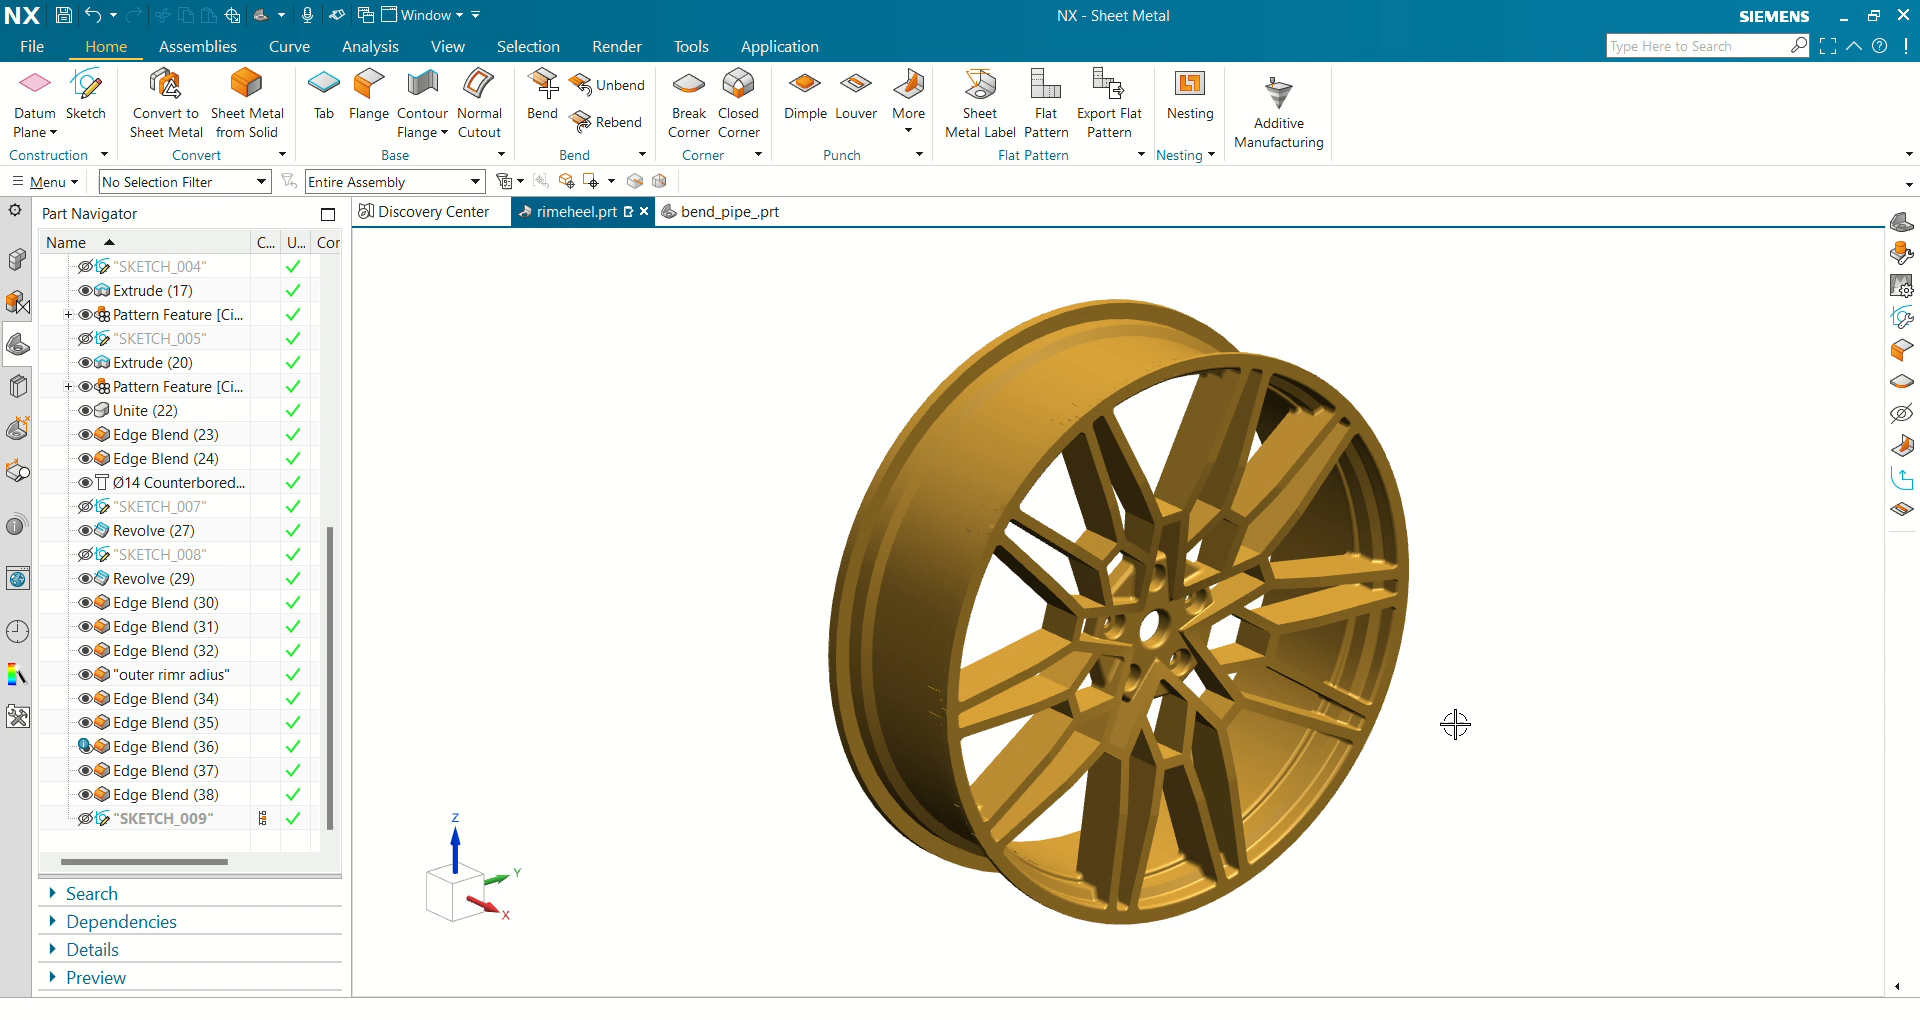 NX Window NX - Sheet Metal SIEMENS
File Home Assemblies Curve Analysis View Selection Render Tools Application Type Here to Search
Datum Plane Sketch Convert to Sheet Metal Sheet Metal from Solid Tab Flange Contour Flange Normal Cutout Bend Unbend Rebend Break Corner Closed Corner Dimple Louver More Sheet Metal Label Flat Pattern Export Flat Pattern Nesting Additive Manufacturing
Construction Convert Base Bend Corner Punch Flat Pattern Nesting
Menu No Selection Filter Entire Assembly
Part Navigator Discovery Center rimeheel.prt bend_pipe_.prt
Name C... U... Cor
"SKETCH_004"
Extrude (17)
Pattern Feature [Ci...
"SKETCH_005"
Extrude (20)
Pattern Feature [Ci...
Unite (22)
Edge Blend (23)
Edge Blend (24)
Ø14 Counterbored...
"SKETCH_007"
Revolve (27)
"SKETCH_008"
Revolve (29)
Edge Blend (30)
Edge Blend (31)
Edge Blend (32)
"outer rimr adius"
Edge Blend (34)
Edge Blend (35)
Edge Blend (36)
Edge Blend (37)
Edge Blend (38)
"SKETCH_009"
Z
Y
X
Search
Dependencies
Details
Preview